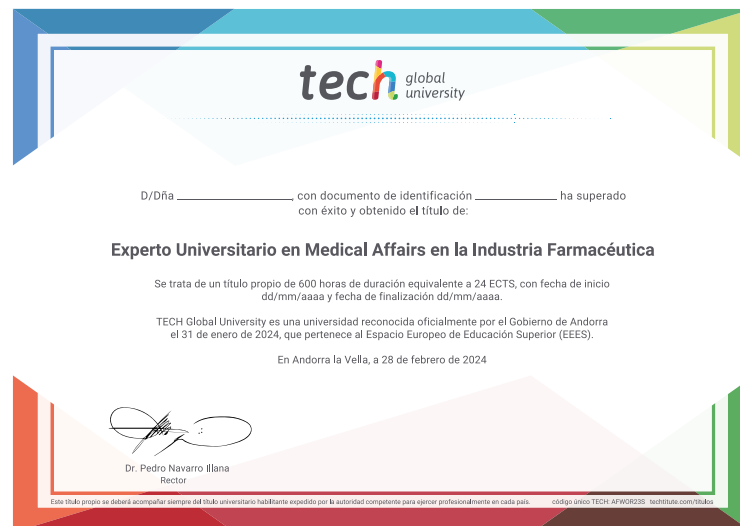 tech global university
D/Dña ____________, con documento de identificación ____________ ha superado
con éxito y obtenido el título de:
Experto Universitario en Medical Affairs en la Industria Farmacéutica
Se trata de un título propio de 600 horas de duración equivalente a 24 ECTS, con fecha de inicio
dd/mm/aaaa y fecha de finalización dd/mm/aaaa.
TECH Global University es una universidad reconocida oficialmente por el Gobierno de Andorra
el 31 de enero de 2024, que pertenece al Espacio Europeo de Educación Superior (EEES).
En Andorra la Vella, a 28 de febrero de 2024
Dr. Pedro Navarro Illana
Rector
Este título propio se deberá acompañar siempre del título universitario habilitante expedido por la autoridad competente para ejercer profesionalmente en cada país. código único TECH: AFWOR23S techtitute.com/titulos